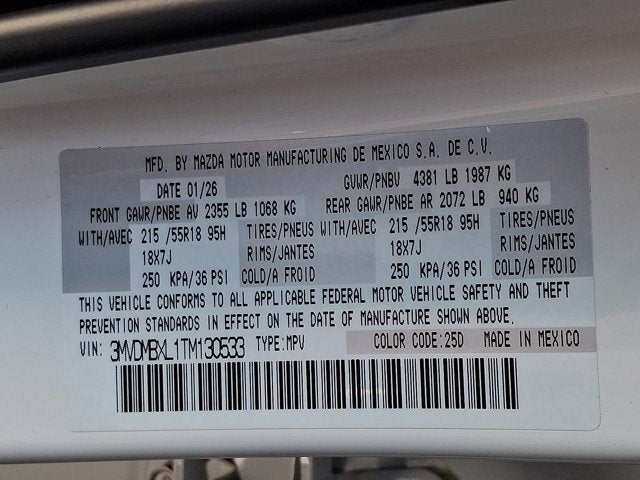 MFD. BY MAZDA MOTOR MANUFACTURING DE MEXICO S.A. DE C.V.
DATE 01/26 GVWR/PNBV 4381 LB 1987 KG
FRONT GAWR/PNBE AV 2355 LB 1068 KG REAR GAWR/PNBE AR 2072 LB 940 KG
WITH/AVEC 215 /55R18 95H TIRES/PNEUS WITH/AVEC 215 /55R18 95H TIRES/PNEUS
18X7J RIMS/JANTES 18X7J RIMS/JANTES
250 KPA/36 PSI COLD/A FROID 250 KPA/36 PSI COLD/A FROID
THIS VEHICLE CONFORMS TO ALL APPLICABLE FEDERAL MOTOR VEHICLE SAFETY AND THEFT
PREVENTION STANDARDS IN EFFECT ON THE DATE OF MANUFACTURE SHOWN ABOVE.
VIN: 3MVDMBXL1TM130533 TYPE:MPV COLOR CODE:25D MADE IN MEXICO